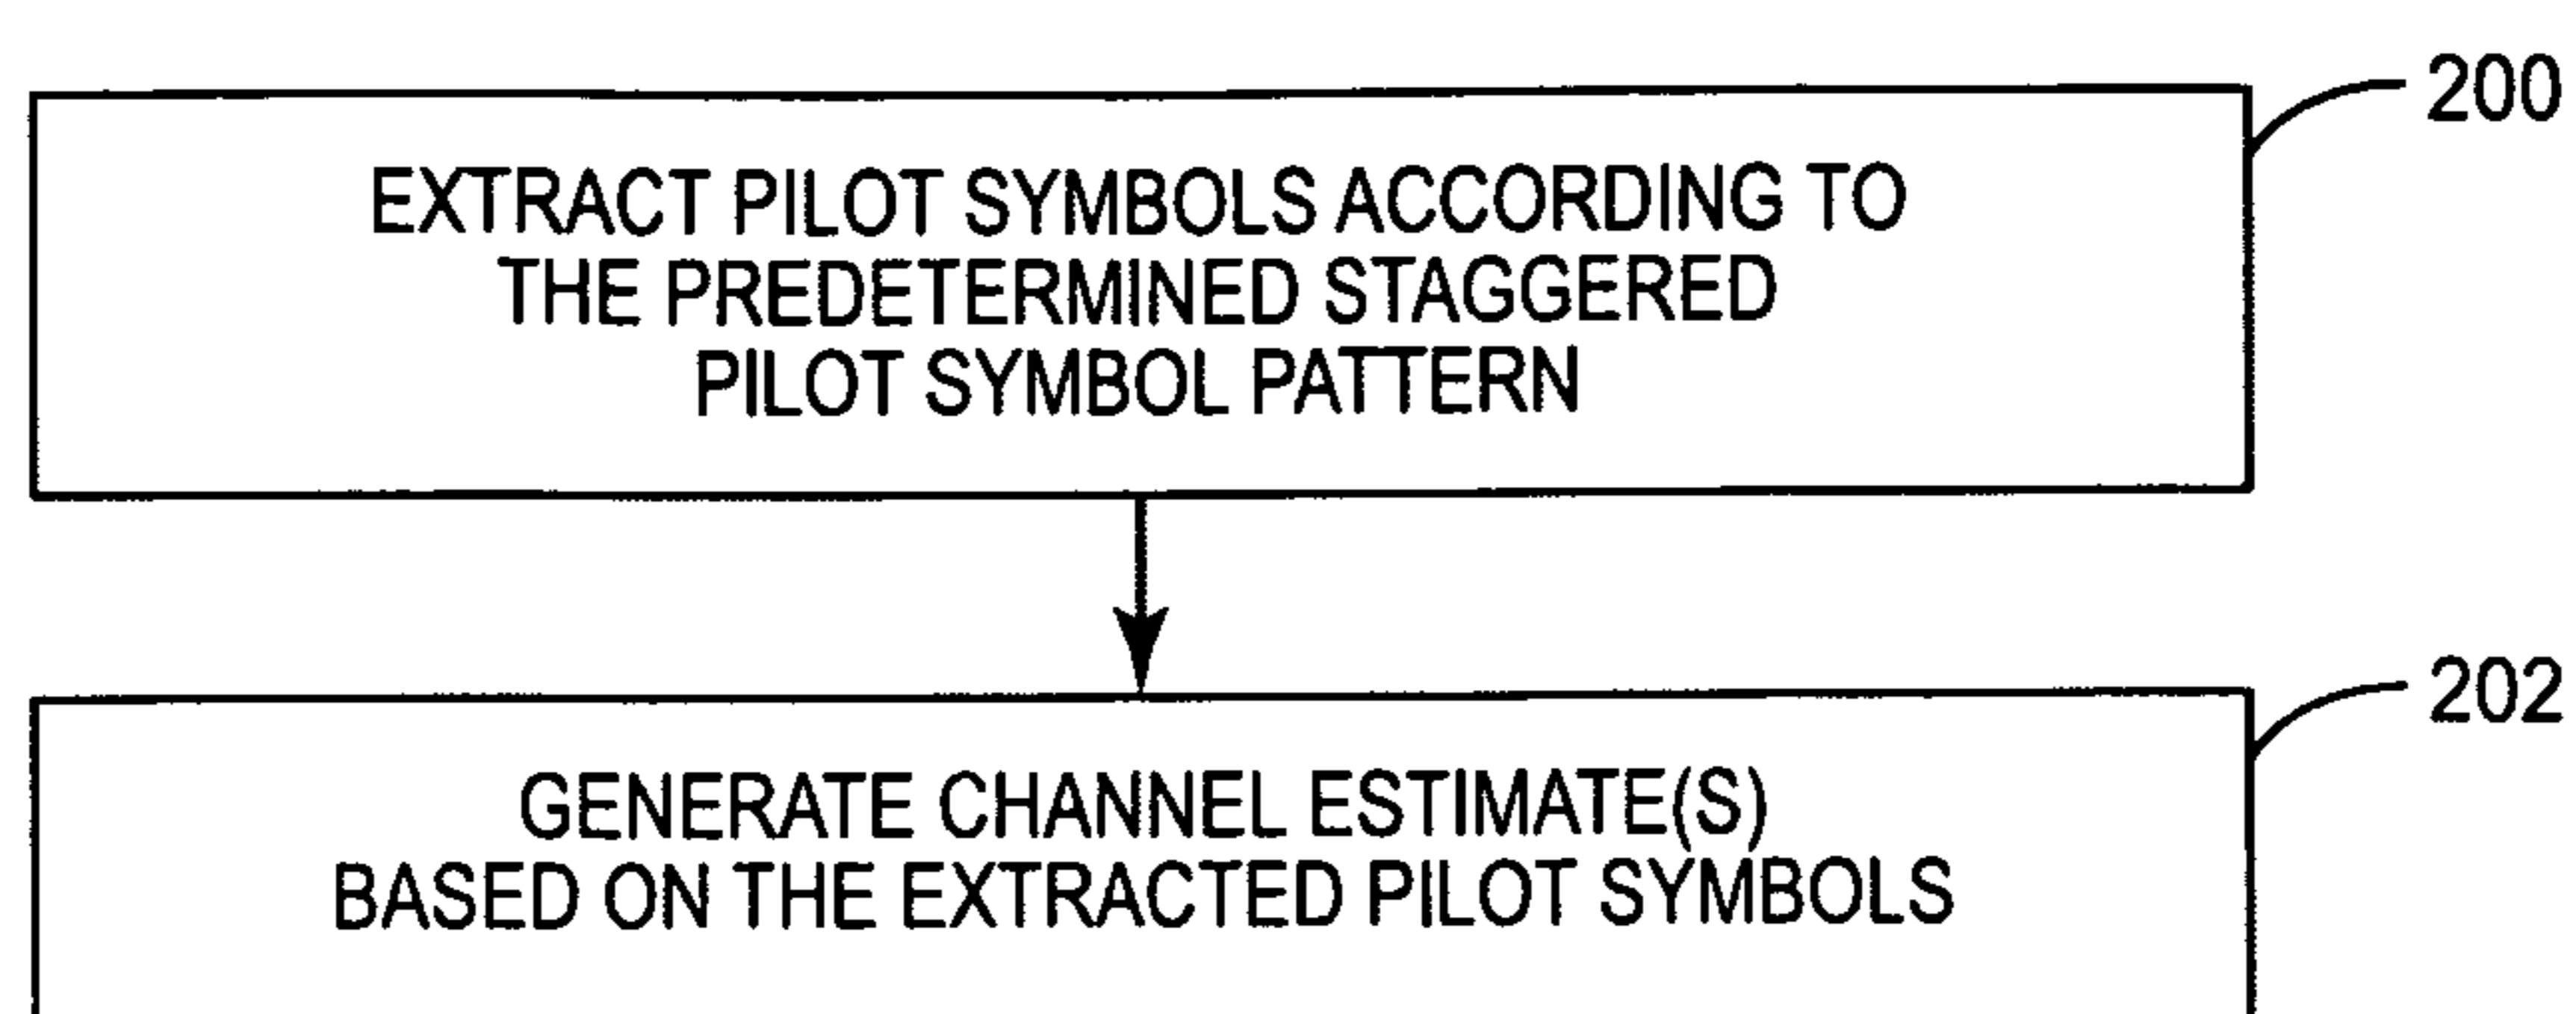 200
EXTRACT PILOT SYMBOLS ACCORDING TO
THE PREDETERMINED STAGGERED
PILOT SYMBOL PATTERN
202
GENERATE CHANNEL ESTIMATE(S)
BASED ON THE EXTRACTED PILOT SYMBOLS